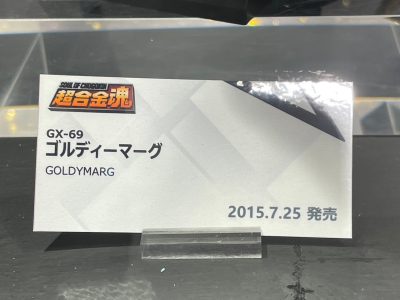 SOUL OF CHOGOKIN
超合金魂
GX-69
ゴルディーマーグ
GOLDYMARG
2015.7.25 発売